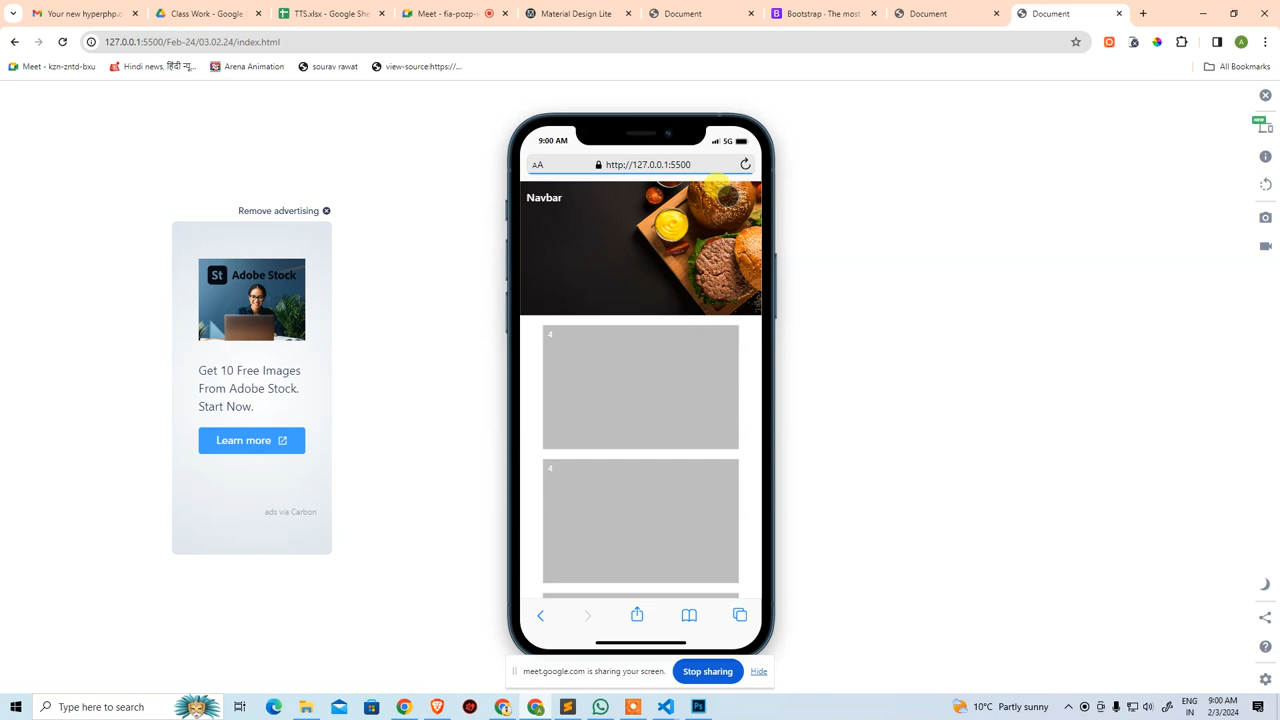 Your new hyperphp.c
Class Work - Google
TTS.xlsx - Google She
Meet - fia-pozp-v
Material Design Lite
Document
Bootstrap - The most
Document
Document
127.0.0.1:5500/Feb-24/03.02.24/index.html
Meet - kzn-zntd-bxu
Hindi news, हिंदी न्यू...
Arena Animation
sourav rawat
view-source:https://...
All Bookmarks
NEW
9:00 AM
5G
AA
http://127.0.0.1:5500
Navbar
Remove advertising
St Adobe Stock
Get 10 Free Images
From Adobe Stock.
Start Now.
Learn more
ads via Carbon
4
4
meet.google.com is sharing your screen.
Stop sharing
Hide
Type here to search
10°C Partly sunny
ENG
IN
9:00 AM
2/3/2024